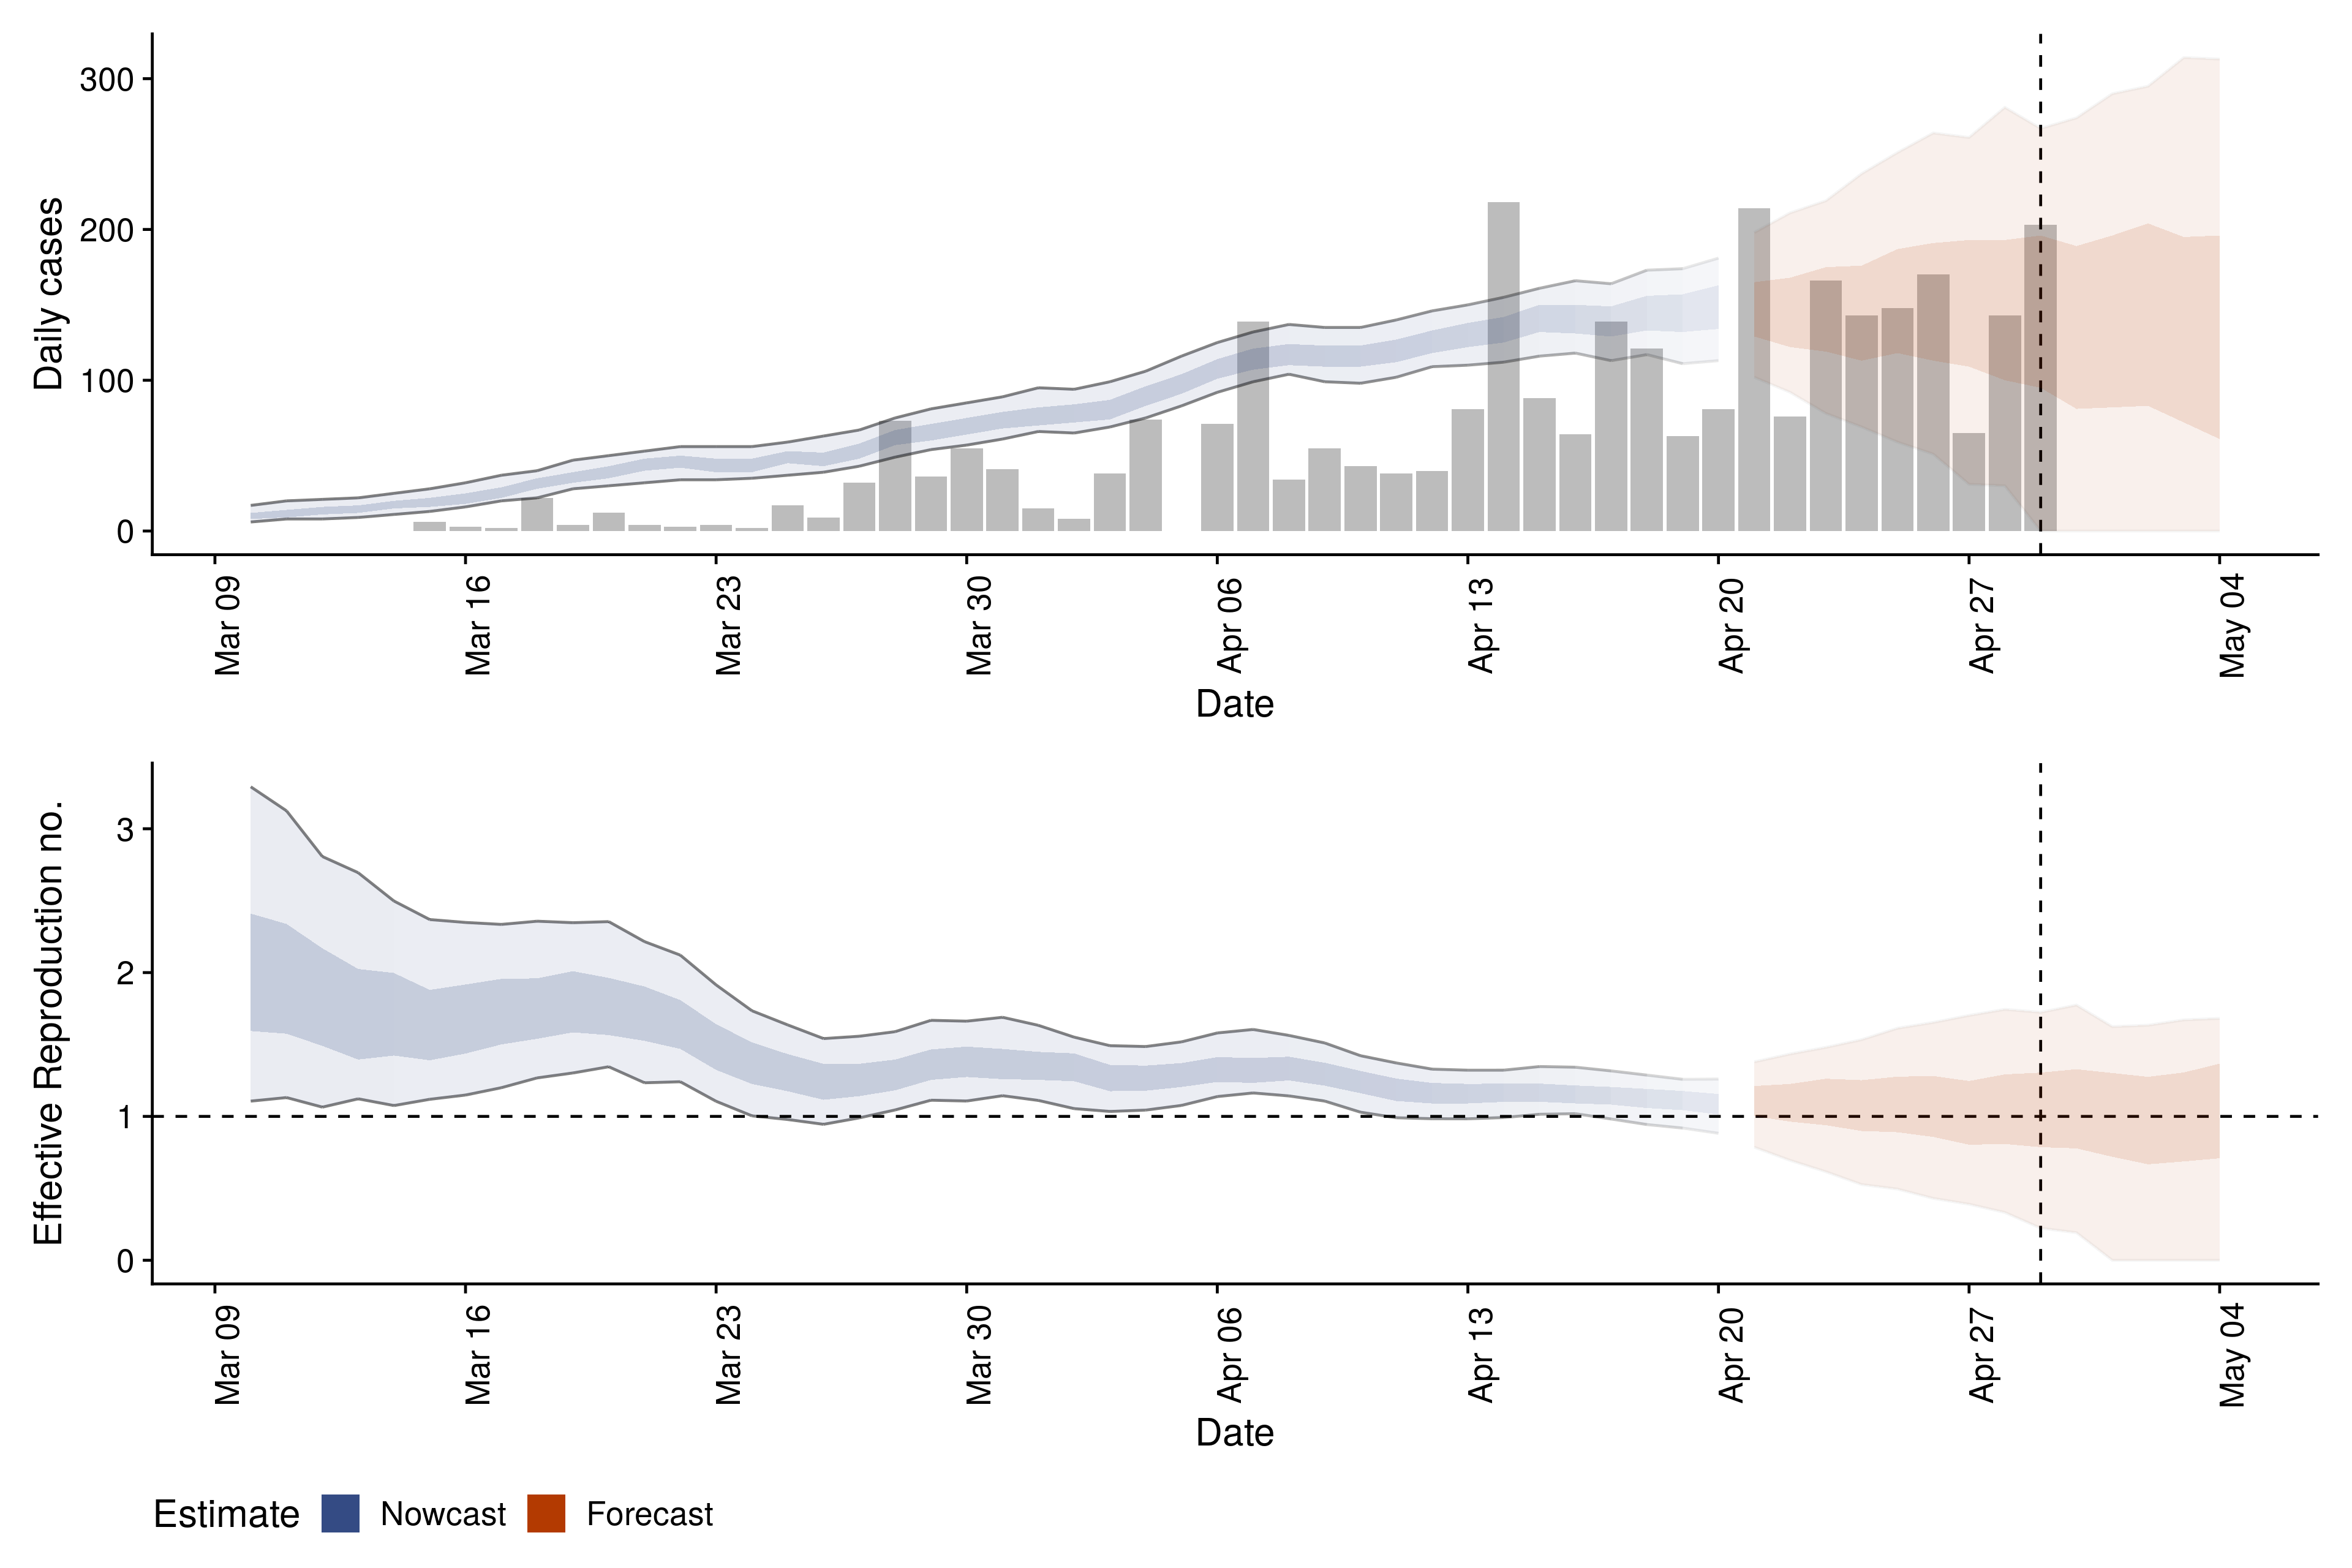 Daily cases
300
200
100
0
Mar 09
Mar 16
Mar 23
Mar 30
Apr 06
Apr 13
Apr 20
Apr 27
May 04
Date
Effective Reproduction no.
3
2
1
0
Mar 09
Mar 16
Mar 23
Mar 30
Apr 06
Apr 13
Apr 20
Apr 27
May 04
Date
Estimate Nowcast Forecast